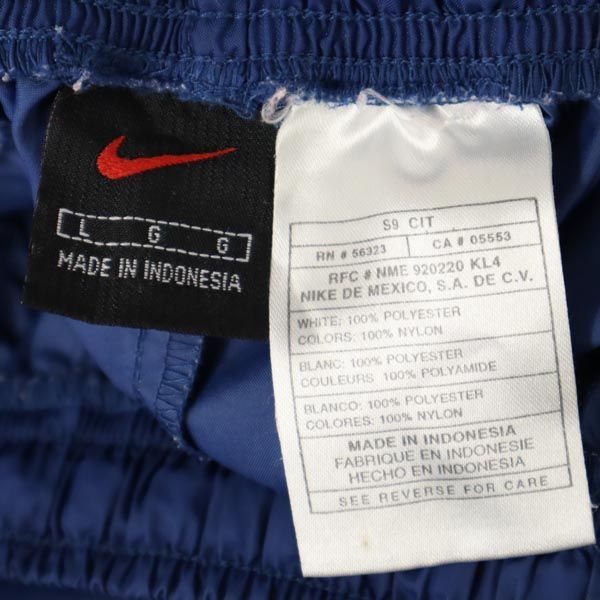 L G G
MADE IN INDONESIA
S9 CIT
RN # 56323 CA # 05553
RFC # NME 920220 KL4
NIKE DE MEXICO, S.A. DE C.V.
WHITE: 100% POLYESTER
COLORS: 100% NYLON
BLANC: 100% POLYESTER
COULEURS 100% POLYAMIDE
BLANCO: 100% POLYESTER
COLORES: 100% NYLON
MADE IN INDONESIA
FABRIQUE EN INDONESIE
HECHO EN INDONESIA
SEE REVERSE FOR CARE